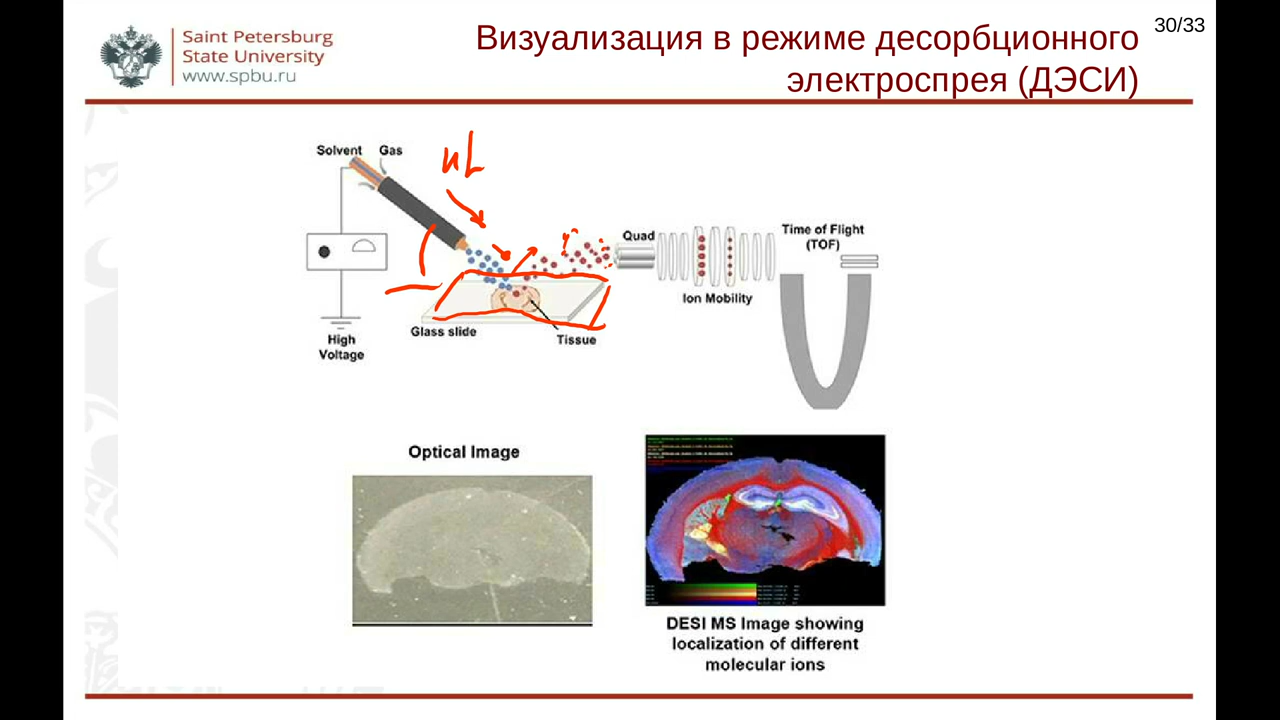 Saint Petersburg
State University
www.spbu.ru
Визуализация в режиме десорбционного
электроспрея (ДЭСИ)
30/33
Solvent Gas
нL
Quad
Time of Flight
(TOF)
Ion Mobility
Glass slide
Tissue
High
Voltage
Optical Image
DESI MS Image showing
localization of different
molecular ions